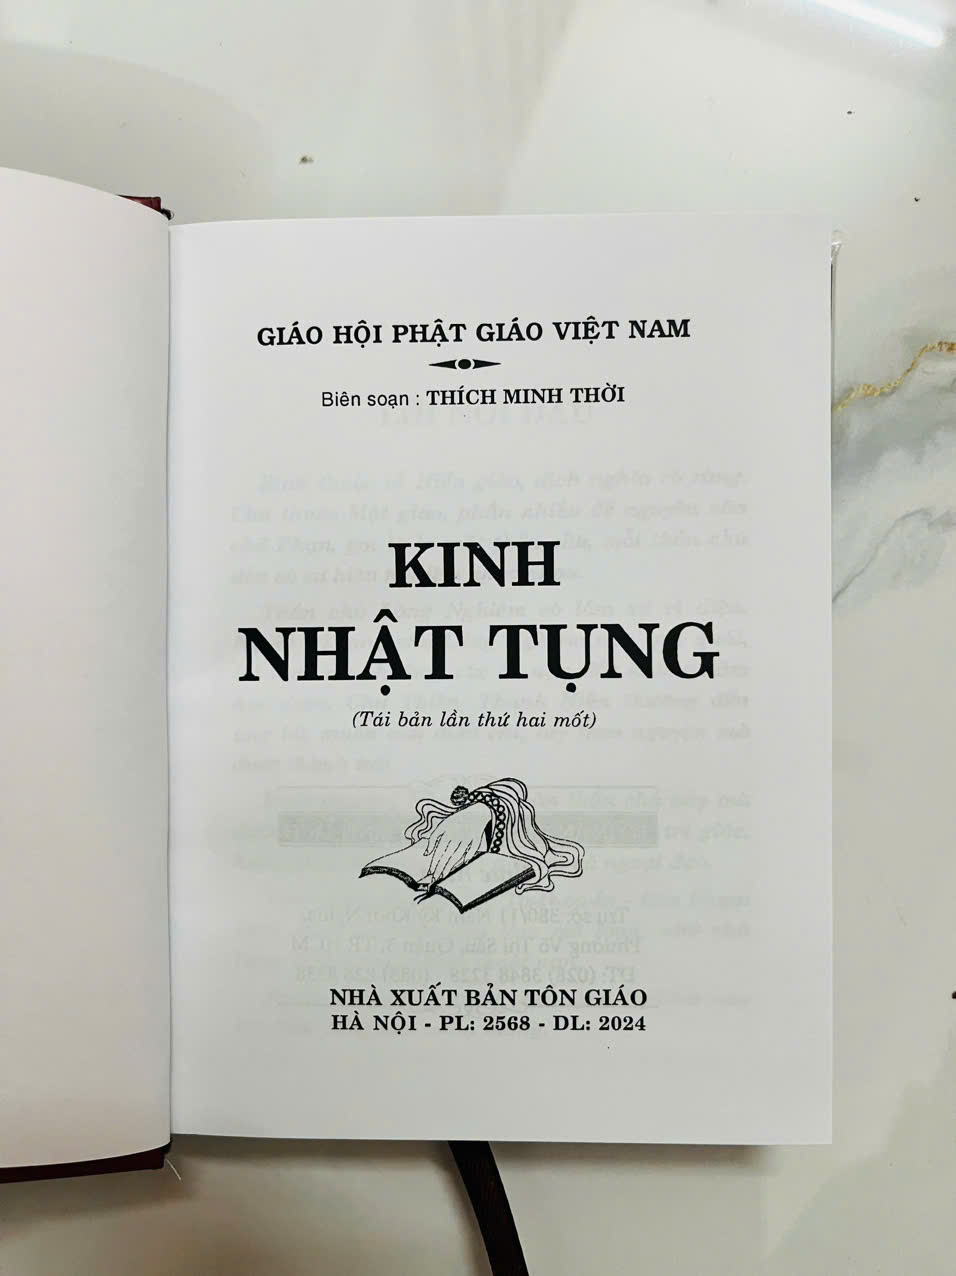 GIÁO HỘI PHẬT GIÁO VIỆT NAM
Biên soạn : THÍCH MINH THỜI
KINH
NHẬT TỤNG
(Tái bản lần thứ hai mốt)
NHÀ XUẤT BẢN TÔN GIÁO
HÀ NỘI - PL: 2568 - DL: 2024